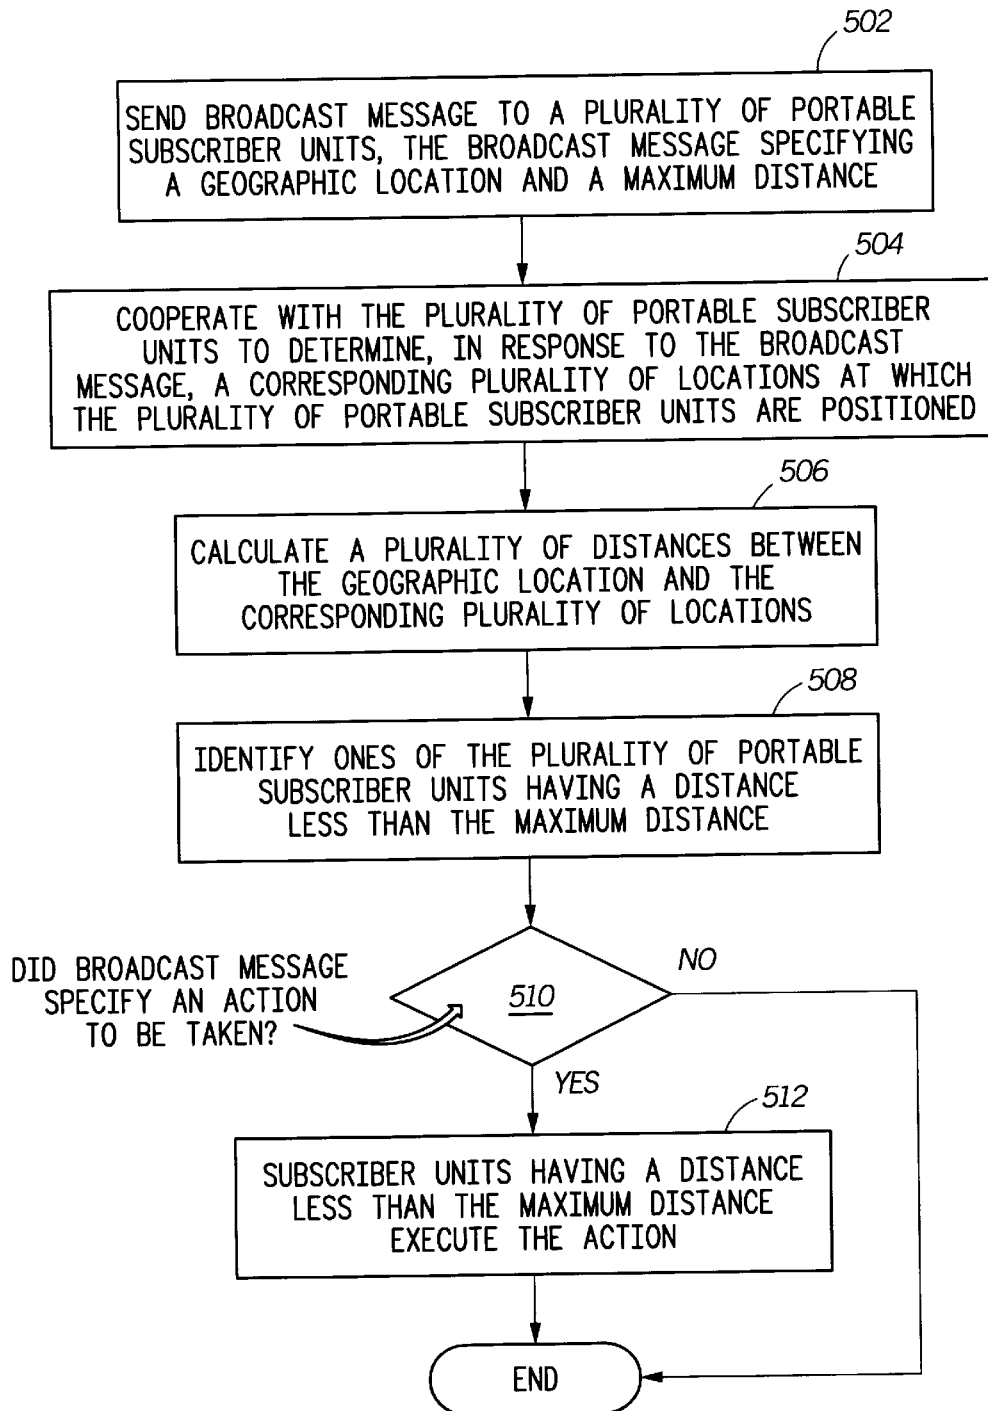 502
SEND BROADCAST MESSAGE TO A PLURALITY OF PORTABLE
SUBSCRIBER UNITS, THE BROADCAST MESSAGE SPECIFYING
A GEOGRAPHIC LOCATION AND A MAXIMUM DISTANCE
504
COOPERATE WITH THE PLURALITY OF PORTABLE SUBSCRIBER
UNITS TO DETERMINE, IN RESPONSE TO THE BROADCAST
MESSAGE, A CORRESPONDING PLURALITY OF LOCATIONS AT WHICH
THE PLURALITY OF PORTABLE SUBSCRIBER UNITS ARE POSITIONED
506
CALCULATE A PLURALITY OF DISTANCES BETWEEN
THE GEOGRAPHIC LOCATION AND THE
CORRESPONDING PLURALITY OF LOCATIONS
508
IDENTIFY ONES OF THE PLURALITY OF PORTABLE
SUBSCRIBER UNITS HAVING A DISTANCE
LESS THAN THE MAXIMUM DISTANCE
DID BROADCAST MESSAGE
SPECIFY AN ACTION
TO BE TAKEN?
510
NO
YES
512
SUBSCRIBER UNITS HAVING A DISTANCE
LESS THAN THE MAXIMUM DISTANCE
EXECUTE THE ACTION
END